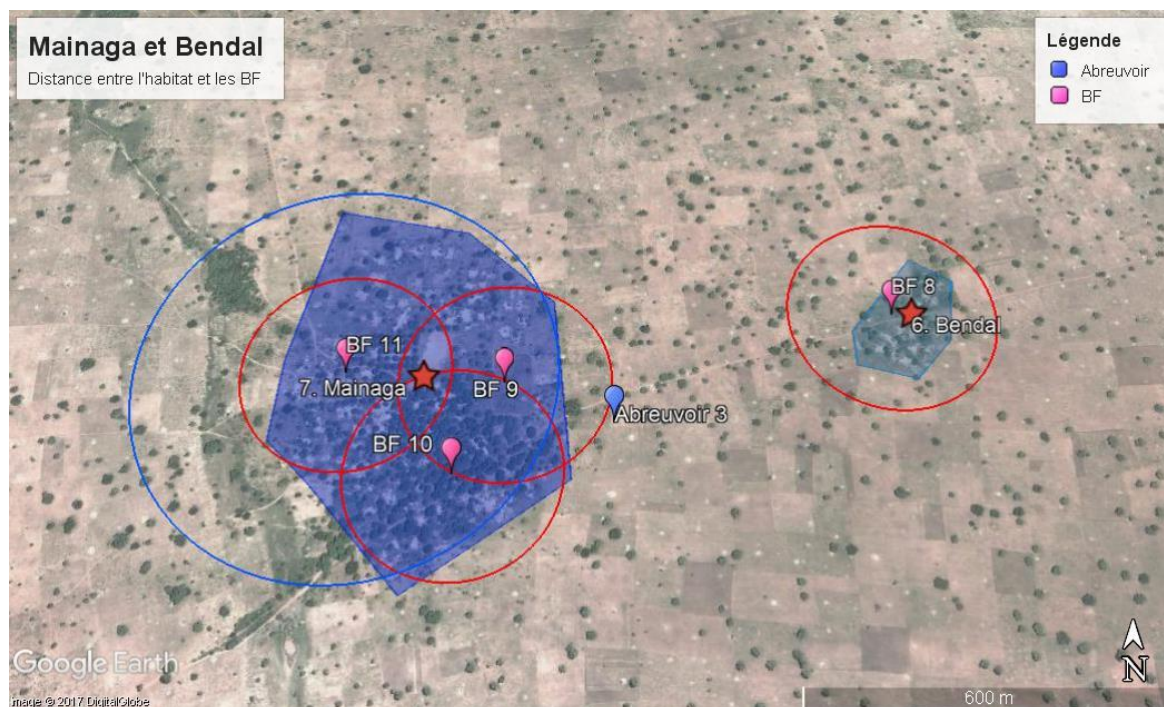 Mainaga et Bendal
Distance entre l'habitat et les BF
Légende
Abreuvoir
BF
BF 8
6. Bendal
BF 11
7. Mainaga
BF 9
Abreuvoir 3
BF 10
N
Google Earth
Image © 2017 DigitalGlobe
600 m